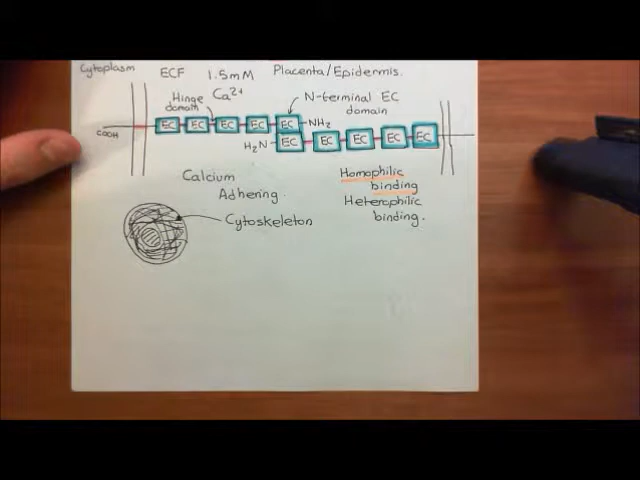 Cytoplasm ECF 1.5mM Placenta/Epidermis.
Hinge domain Ca2+ N-terminal EC domain
COOH EC EC EC EC EC NH2
H2N EC EC EC EC EC
Calcium
Adhering
Homophilic
binding
Heterophilic
binding.
Cytoskeleton